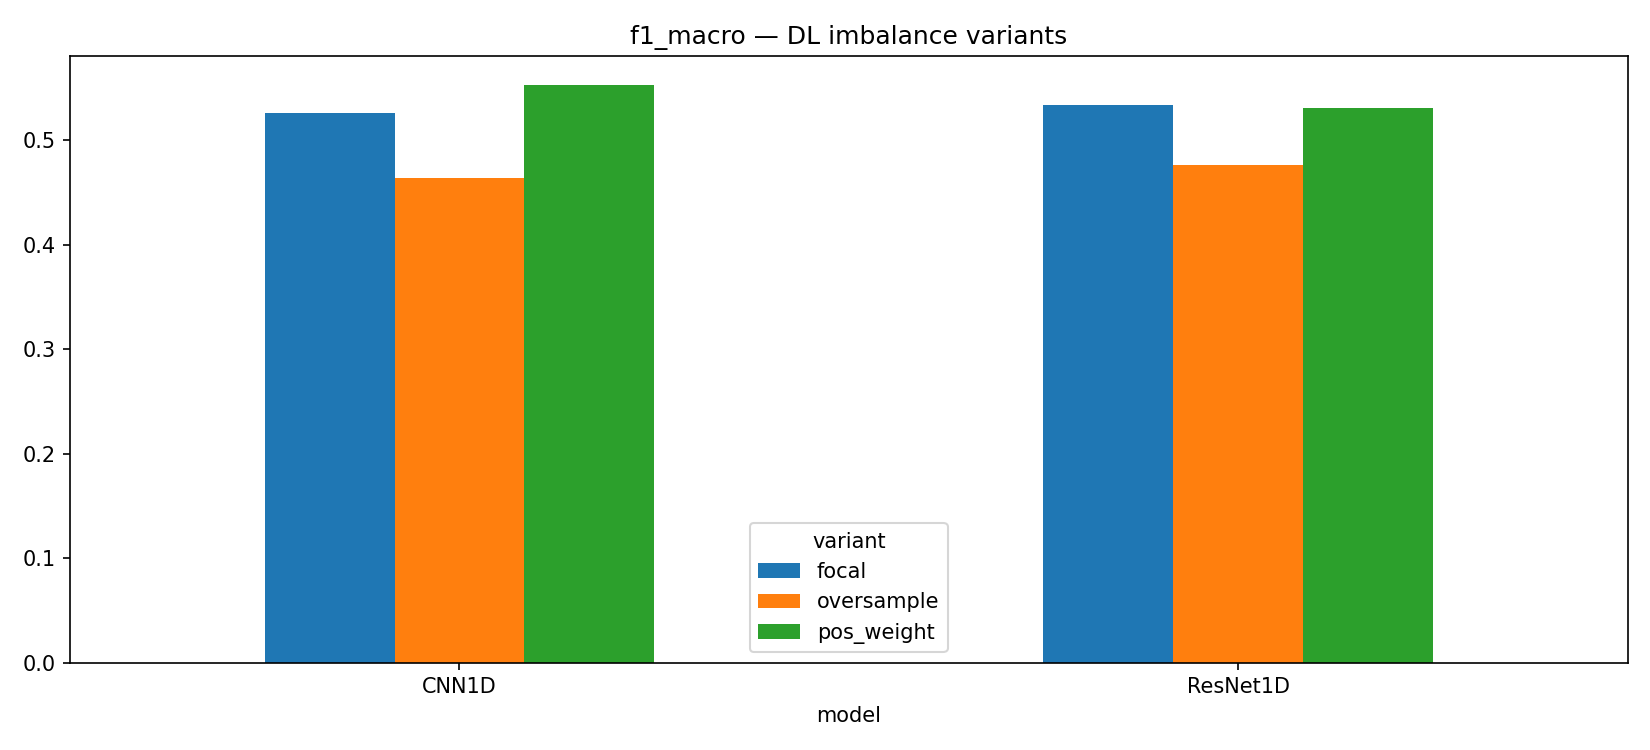 f1_macro — DL imbalance variants
0.5
0.4
0.3
0.2
0.1
0.0
variant
focal
oversample
pos_weight
CNN1D
ResNet1D
model